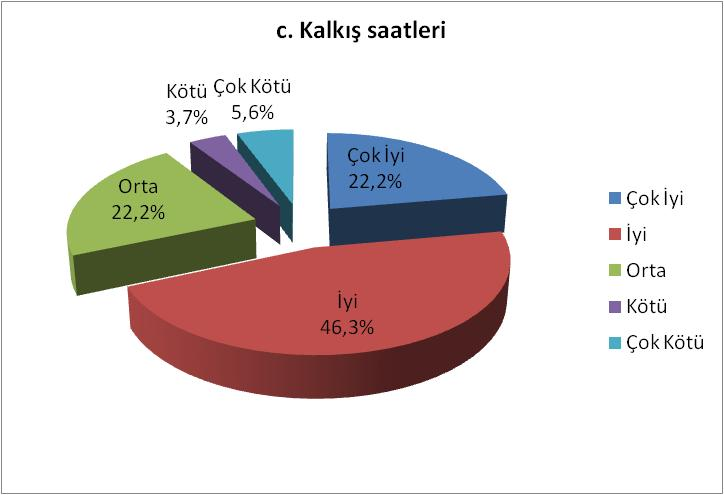 c. Kalkış saatleri
Kötü
3,7%
Çok Kötü
5,6%
Çok İyi
22,2%
Orta
22,2%
İyi
46,3%
Çok İyi
İyi
Orta
Kötü
Çok Kötü